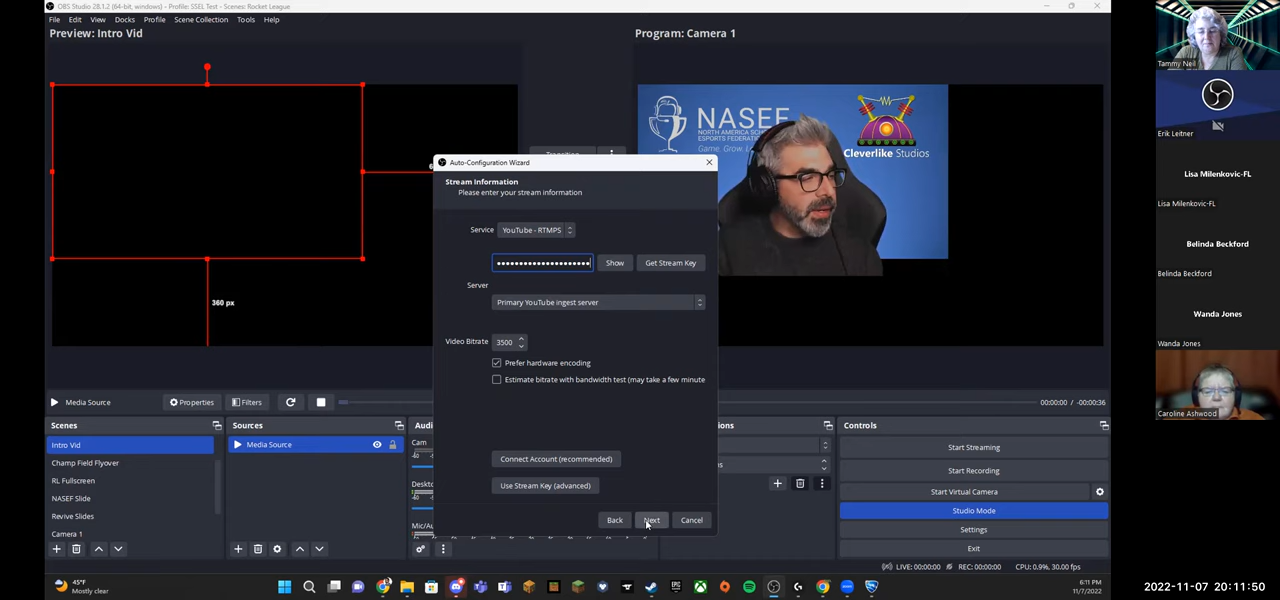 OBS Studio 28.1.2 (64-bit, windows) - Profile: SSEL Test - Scenes: Rocket League
File Edit View Docks Profile Scene Collection Tools Help
Preview: Intro Vid
Program: Camera 1
360 px
NASEF
Game. Grow.
Cleverlike Studios
Auto-Configuration Wizard
Stream Information
Please enter your stream information
Service YouTube - RTMPS
Show Get Stream Key
Server
Primary YouTube ingest server
Video Bitrate 3500
Prefer hardware encoding
Estimate bitrate with bandwidth test (may take a few minute
Connect Account (recommended)
Use Stream Key (advanced)
Back Next Cancel
Media Source Properties Filters 00:00:00 / -00:00:36
Scenes
Intro Vid
Champ Field Flyover
RL Fullscreen
NASEF Slide
Revive Slides
Camera 1
Sources
Media Source
Cam
Mic/Au
Controls
Start Streaming
Start Recording
Start Virtual Camera
Studio Mode
Settings
Exit
LIVE: 00:00:00 REC: 00:00:00 CPU: 0.9%, 30.00 fps
45°F
Mostly clear
6:11 PM
11/7/2022
Tammy Neil
Erik Leitner
Lisa Milenkovic-FL
Lisa Milenkovic-FL
Belinda Beckford
Belinda Beckford
Wanda Jones
Wanda Jones
Caroline Ashwood
2022-11-07 20:11:50